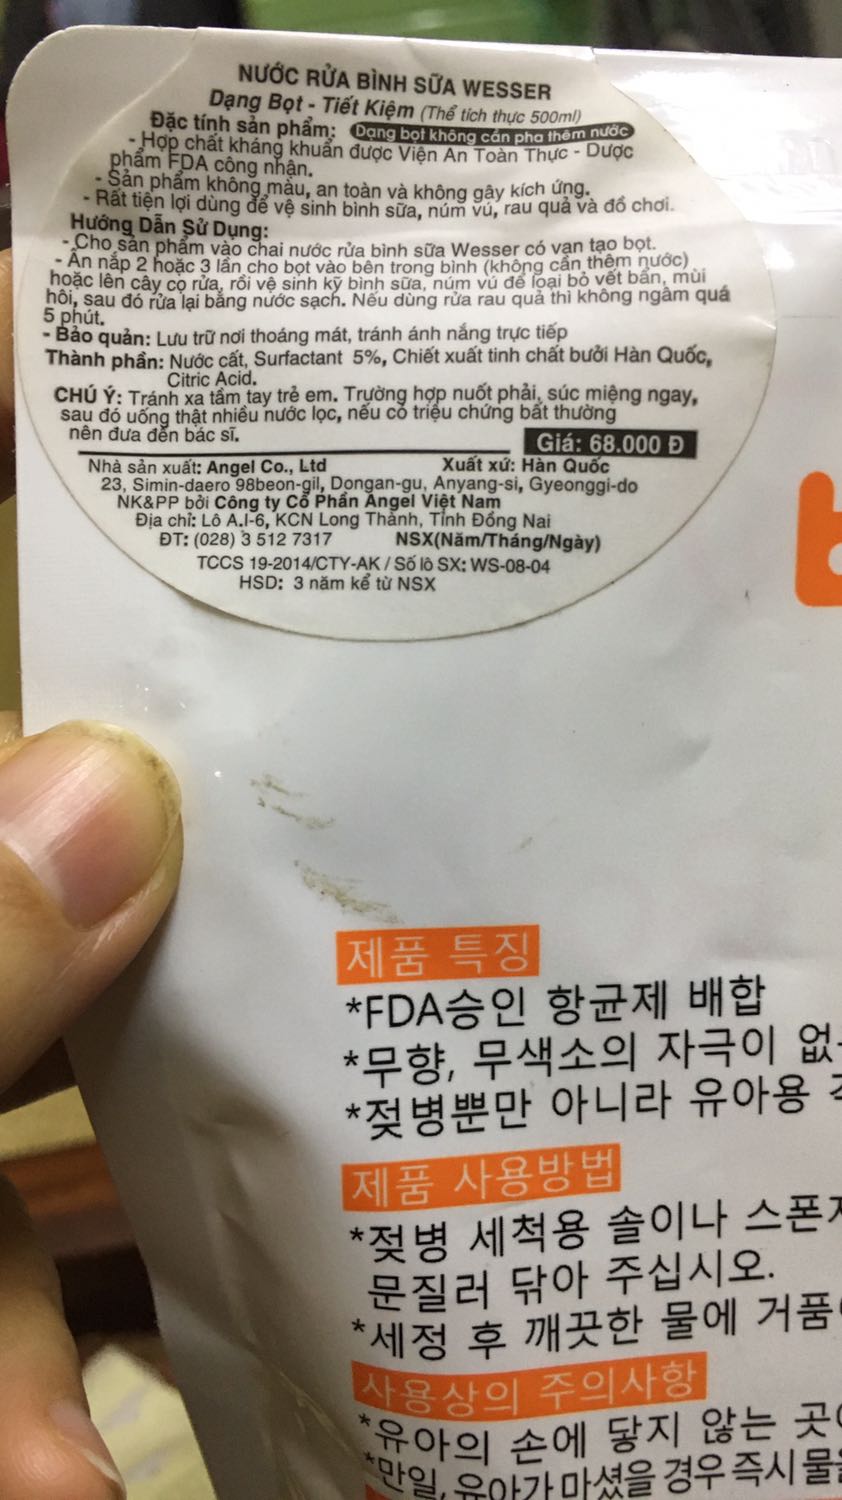 NƯỚC RỬA BÌNH SỮA WESSER
Dạng Bọt - Tiết Kiệm (Thể tích thực 500ml)
Đặc tính sản phẩm: Dạng bọt không cần pha thêm nước
- Hợp chất kháng khuẩn được Viện An Toàn Thực - Dược
phẩm FDA công nhận.
- Sản phẩm không màu, an toàn và không gây kích ứng.
- Rất tiện lợi dùng để vệ sinh bình sữa, núm vú, rau quả và đồ chơi.
Hướng Dẫn Sử Dụng:
- Cho sản phẩm vào chai nước rửa bình sữa Wesser có van tạo bọt.
- Ấn nắp 2 hoặc 3 lần cho bọt vào bên trong bình (không cần thêm nước)
hoặc lên cây cọ rửa, rồi vệ sinh kỹ bình sữa, núm vú để loại bỏ vết bẩn, mùi
hôi, sau đó rửa lại bằng nước sạch. Nếu dùng rửa rau quả thì không ngâm quá
5 phút.
- Bảo quản: Lưu trữ nơi thoáng mát, tránh ánh nắng trực tiếp
Thành phần: Nước cất, Surfactant 5%, Chiết xuất tinh chất bưởi Hàn Quốc,
Citric Acid.
CHÚ Ý: Tránh xa tầm tay trẻ em. Trường hợp nuốt phải, súc miệng ngay,
sau đó uống thật nhiều nước lọc, nếu có triệu chứng bất thường
nên đưa đến bác sĩ.
Giá: 68.000 Đ
Nhà sản xuất: Angel Co., Ltd Xuất xứ: Hàn Quốc
23, Simin-daero 98beon-gil, Dongan-gu, Anyang-si, Gyeonggi-do
NK&PP bởi Công ty Cổ Phần Angel Việt Nam
Địa chỉ: Lô A.I-6, KCN Long Thành, Tỉnh Đồng Nai
ĐT: (028) 3 512 7317 NSX(Năm/Tháng/Ngày)
TCCS 19-2014/CTY-AK / Số lô SX: WS-08-04
HSD: 3 năm kể từ NSX
제품 특징
*FDA승인 항균제 배합
*무향, 무색소의 자극이
*젖병뿐만 아니라 유아용
제품 사용방법
*젖병 세척용 솔이나
문질러 닦아 주십시오.
*세정 후 깨끗한 물에
사용상의 주의사항
*유아의 손에 닿지 않는
*만일, 유아가 마셨을 경우 즉시